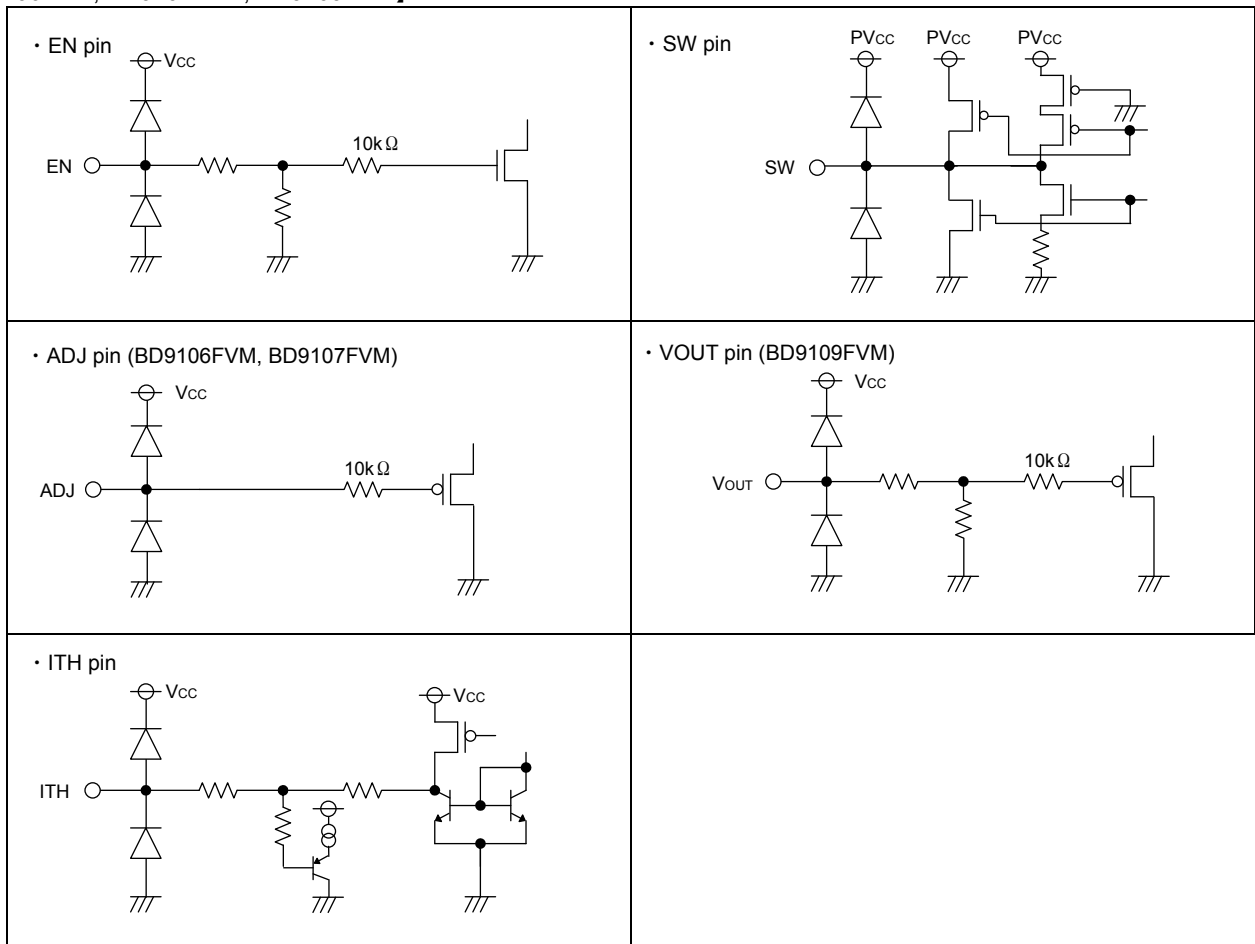 ・EN pin
VCC
EN
10kΩ
・SW pin
PVCC PVCC PVCC
SW
・ADJ pin (BD9106FVM, BD9107FVM)
VCC
ADJ
10kΩ
・VOUT pin (BD9109FVM)
VCC
VOUT
10kΩ
・ITH pin
VCC
VCC
ITH